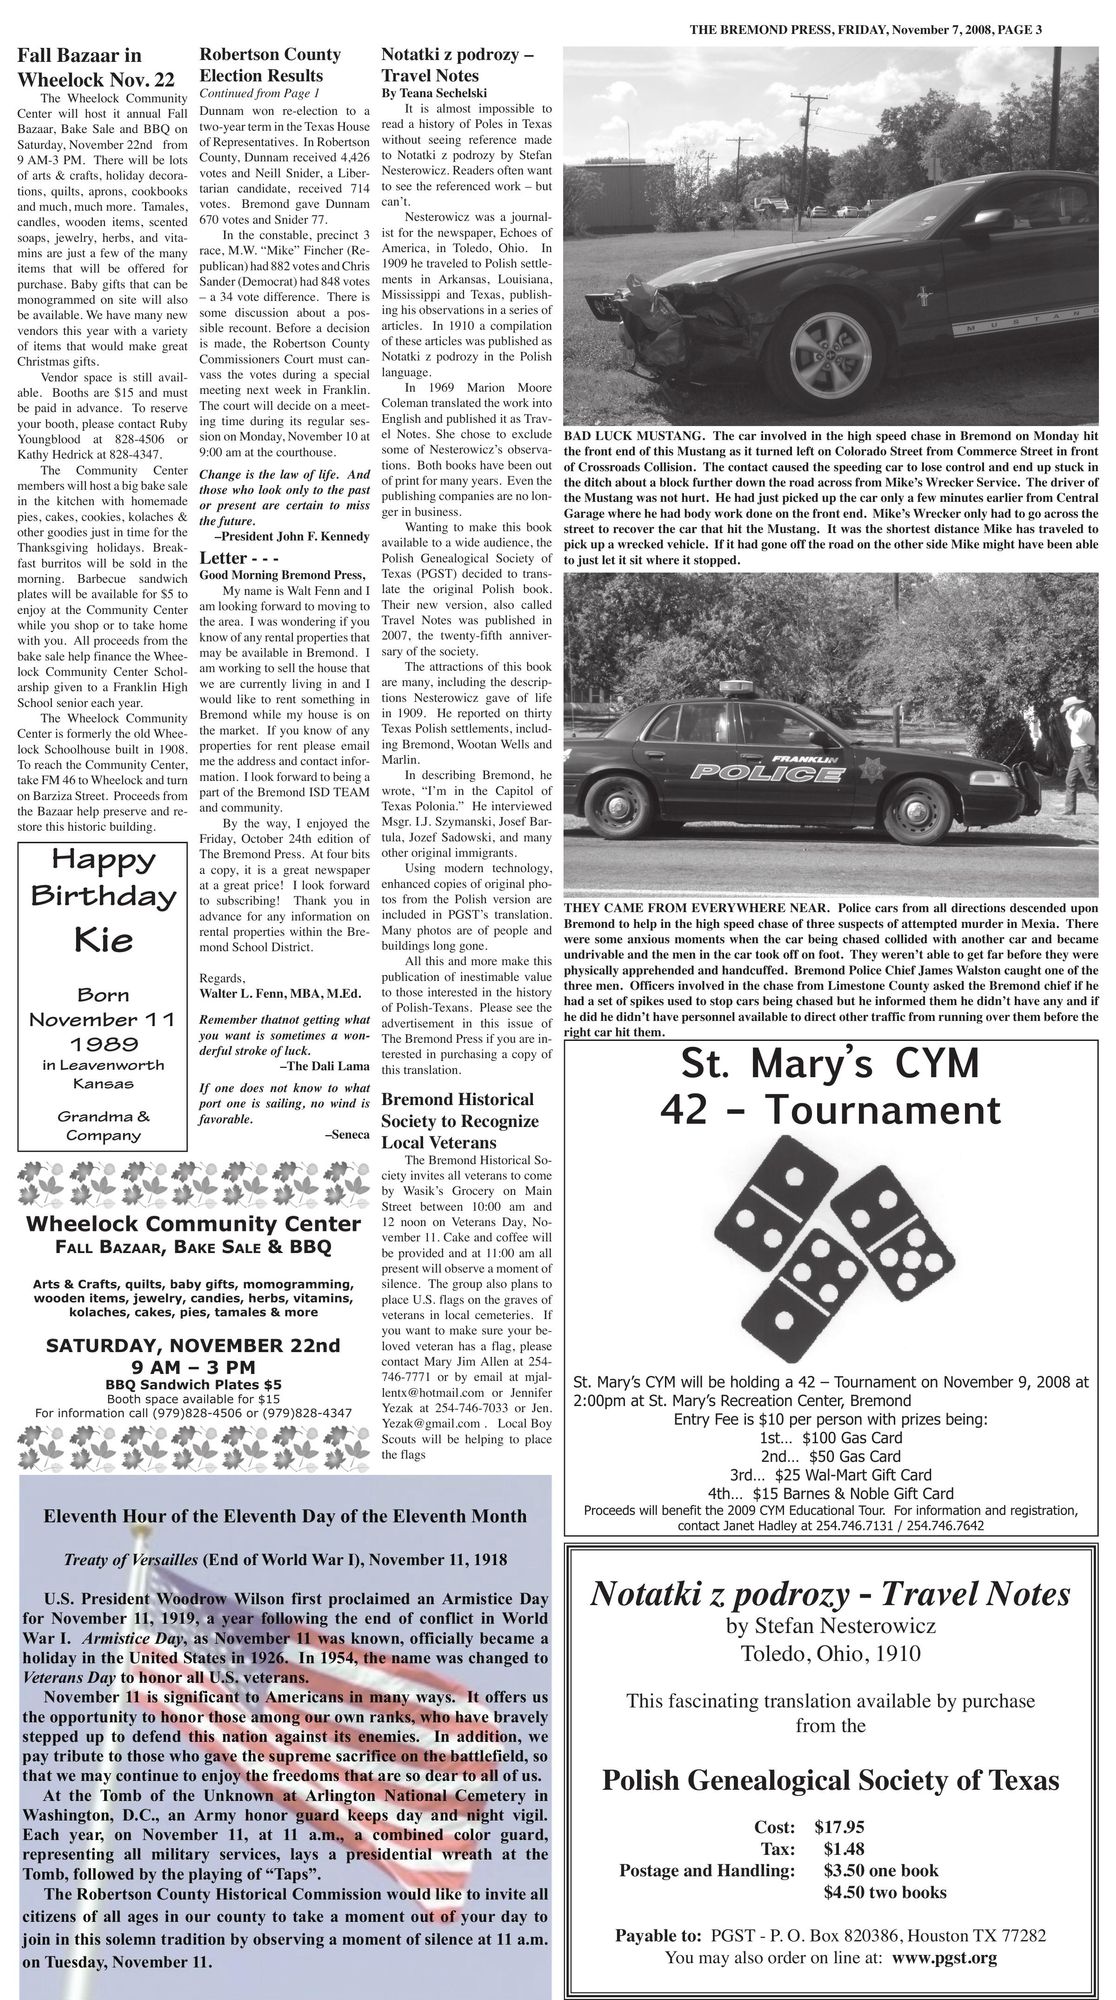 THE BREMOND PRESS, FRIDAY, November 7, 2008, PAGE 3
Fall Bazaar in
Wheelock Nov. 22
The Wheelock Community
Center will host it annual Fall
Bazaar, Bake Sale and BBQ on
Saturday, November 22nd from
9 AM-3 PM. There will be lots
of arts & crafts, holiday decora-
tions, quilts, aprons, cookbooks
and much, much more. Tamales,
candles, wooden items, scented
soaps, jewelry, herbs, and vita-
mins are just a few of the many
items that will be offered for
purchase. Baby gifts that can be
monogrammed on site will also
be available. We have many new
vendors this year with a variety
of items that would make great
Christmas gifts.
Vendor space is still avail-
able. Booths are $15 and must
be paid in advance. To reserve
your booth, please contact Ruby
Youngblood at 828-4506 or
Kathy Hedrick at 828-4347.
The Community Center
members will host a big bake sale
in the kitchen with homemade
pies, cakes, cookies, kolaches &
other goodies just in time for the
Thanksgiving holidays. Break-
fast burritos will be sold in the
morning. Barbecue sandwich
plates will be available for $5 to
enjoy at the Community Center
while you shop or to take home
with you. All proceeds from the
bake sale help finance the Whee-
lock Community Center Schol-
arship given to a Franklin High
School senior each year.
The Wheelock Community
Center is formerly the old Whee-
lock Schoolhouse built in 1908.
To reach the Community Center,
take FM 46 to Wheelock and turn
on Barziza Street. Proceeds from
the Bazaar help preserve and re-
store this historic building.
Happy
Birthday
Kie
Born
November 11
1989
in Leavenworth
Kansas
Grandma &
Company
Robertson County
Election Results
Continued from Page 1
Dunnam won re-election to a
two-year term in the Texas House
of Representatives. In Robertson
County, Dunnam received 4,426
votes and Neill Snider, a Liber-
tarian candidate, received 714
votes. Bremond gave Dunnam
670 votes and Snider 77.
In the constable, precinct 3
race, M.W. “Mike” Fincher (Re-
publican) had 882 votes and Chris
Sander (Democrat) had 848 votes
– a 34 vote difference. There is
some discussion about a pos-
sible recount. Before a decision
is made, the Robertson County
Commissioners Court must can-
vass the votes during a special
meeting next week in Franklin.
The court will decide on a meet-
ing time during its regular ses-
sion on Monday, November 10 at
9:00 am at the courthouse.
Change is the law of life. And
those who look only to the past
or present are certain to miss
the future.
–President John F. Kennedy
Letter - - -
Good Morning Bremond Press,
My name is Walt Fenn and I
am looking forward to moving to
the area. I was wondering if you
know of any rental properties that
may be available in Bremond. I
am working to sell the house that
we are currently living in and I
would like to rent something in
Bremond while my house is on
the market. If you know of any
properties for rent please email
me the address and contact infor-
mation. I look forward to being a
part of the Bremond ISD TEAM
and community.
By the way, I enjoyed the
Friday, October 24th edition of
The Bremond Press. At four bits
a copy, it is a great newspaper
at a great price! I look forward
to subscribing! Thank you in
advance for any information on
rental properties within the Bre-
mond School District.
Regards,
Walter L. Fenn, MBA, M.Ed.
Remember thatnot getting what
you want is sometimes a won-
derful stroke of luck.
–The Dali Lama
If one does not know to what
port one is sailing, no wind is
favorable.
–Seneca
Wheelock Community Center
FALL BAZAAR, BAKE SALE & BBQ
Arts & Crafts, quilts, baby gifts, momogramming,
wooden items, jewelry, candies, herbs, vitamins,
kolaches, cakes, pies, tamales & more
SATURDAY, NOVEMBER 22nd
9 AM – 3 PM
BBQ Sandwich Plates $5
Booth space available for $15
For information call (979)828-4506 or (979)828-4347
Notatki z podrozy –
Travel Notes
By Teana Sechelski
It is almost impossible to
read a history of Poles in Texas
without seeing reference made
to Notatki z podrozy by Stefan
Nesterowicz. Readers often want
to see the referenced work – but
can’t.
Nesterowicz was a journal-
ist for the newspaper, Echoes of
America, in Toledo, Ohio. In
1909 he traveled to Polish settle-
ments in Arkansas, Louisiana,
Mississippi and Texas, publish-
ing his observations in a series of
articles. In 1910 a compilation
of these articles was published as
Notatki z podrozy in the Polish
language.
In 1969 Marion Moore
Coleman translated the work into
English and published it as Trav-
el Notes. She chose to exclude
some of Nesterowicz’s observa-
tions. Both books have been out
of print for many years. Even the
publishing companies are no lon-
ger in business.
Wanting to make this book
available to a wide audience, the
Polish Genealogical Society of
Texas (PGST) decided to trans-
late the original Polish book.
Their new version, also called
Travel Notes was published in
2007, the twenty-fifth anniver-
sary of the society.
The attractions of this book
are many, including the descrip-
tions Nesterowicz gave of life
in 1909. He reported on thirty
Texas Polish settlements, includ-
ing Bremond, Wootan Wells and
Marlin.
In describing Bremond, he
wrote, “I’m in the Capitol of
Texas Polonia.” He interviewed
Msgr. I.J. Szymanski, Josef Bar-
tula, Jozef Sadowski, and many
other original immigrants.
Using modern technology,
enhanced copies of original pho-
tos from the Polish version are
included in PGST’s translation.
Many photos are of people and
buildings long gone.
All this and more make this
publication of inestimable value
to those interested in the history
of Polish-Texans. Please see the
advertisement in this issue of
The Bremond Press if you are in-
terested in purchasing a copy of
this translation.
Bremond Historical
Society to Recognize
Local Veterans
The Bremond Historical So-
ciety invites all veterans to come
by Wasik’s Grocery on Main
Street between 10:00 am and
12 noon on Veterans Day, No-
vember 11. Cake and coffee will
be provided and at 11:00 am all
present will observe a moment of
silence. The group also plans to
place U.S. flags on the graves of
veterans in local cemeteries. If
you want to make sure your be-
loved veteran has a flag, please
contact Mary Jim Allen at 254-
746-7771 or by email at mjal-
lentx@hotmail.com or Jennifer
Yezak at 254-746-7033 or Jen.
Yezak@gmail.com . Local Boy
Scouts will be helping to place
the flags
Eleventh Hour of the Eleventh Day of the Eleventh Month
Treaty of Versailles (End of World War I), November 11, 1918
U.S. President Woodrow Wilson first proclaimed an Armistice Day
for November 11, 1919, a year following the end of conflict in World
War I. Armistice Day, as November 11 was known, officially became a
holiday in the United States in 1926. In 1954, the name was changed to
Veterans Day to honor all U.S. veterans.
November 11 is significant to Americans in many ways. It offers us
the opportunity to honor those among our own ranks, who have bravely
stepped up to defend this nation against its enemies. In addition, we
pay tribute to those who gave the supreme sacrifice on the battlefield, so
that we may continue to enjoy the freedoms that are so dear to all of us.
At the Tomb of the Unknown at Arlington National Cemetery in
Washington, D.C., an Army honor guard keeps day and night vigil.
Each year, on November 11, at 11 a.m., a combined color guard,
representing all military services, lays a presidential wreath at the
Tomb, followed by the playing of “Taps”.
The Robertson County Historical Commission would like to invite all
citizens of all ages in our county to take a moment out of your day to
join in this solemn tradition by observing a moment of silence at 11 a.m.
on Tuesday, November 11.
MUSTANG
BAD LUCK MUSTANG. The car involved in the high speed chase in Bremond on Monday hit
the front end of this Mustang as it turned left on Colorado Street from Commerce Street in front
of Crossroads Collision. The contact caused the speeding car to lose control and end up stuck in
the ditch about a block further down the road across from Mike’s Wrecker Service. The driver of
the Mustang was not hurt. He had just picked up the car only a few minutes earlier from Central
Garage where he had body work done on the front end. Mike’s Wrecker only had to go across the
street to recover the car that hit the Mustang. It was the shortest distance Mike has traveled to
pick up a wrecked vehicle. If it had gone off the road on the other side Mike might have been able
to just let it sit where it stopped.
FRANKLIN
POLICE
THEY CAME FROM EVERYWHERE NEAR. Police cars from all directions descended upon
Bremond to help in the high speed chase of three suspects of attempted murder in Mexia. There
were some anxious moments when the car being chased collided with another car and became
undrivable and the men in the car took off on foot. They weren’t able to get far before they were
physically apprehended and handcuffed. Bremond Police Chief James Walston caught one of the
three men. Officers involved in the chase from Limestone County asked the Bremond chief if he
had a set of spikes used to stop cars being chased but he informed them he didn’t have any and if
he did he didn’t have personnel available to direct other traffic from running over them before the
right car hit them.
St. Mary’s CYM
42 – Tournament
St. Mary’s CYM will be holding a 42 – Tournament on November 9, 2008 at
2:00pm at St. Mary’s Recreation Center, Bremond
Entry Fee is $10 per person with prizes being:
1st… $100 Gas Card
2nd… $50 Gas Card
3rd… $25 Wal-Mart Gift Card
4th… $15 Barnes & Noble Gift Card
Proceeds will benefit the 2009 CYM Educational Tour. For information and registration,
contact Janet Hadley at 254.746.7131 / 254.746.7642
Notatki z podrozy - Travel Notes
by Stefan Nesterowicz
Toledo, Ohio, 1910
This fascinating translation available by purchase
from the
Polish Genealogical Society of Texas
Cost: $17.95
Tax: $1.48
Postage and Handling: $3.50 one book
$4.50 two books
Payable to: PGST - P. O. Box 820386, Houston TX 77282
You may also order on line at: www.pgst.org